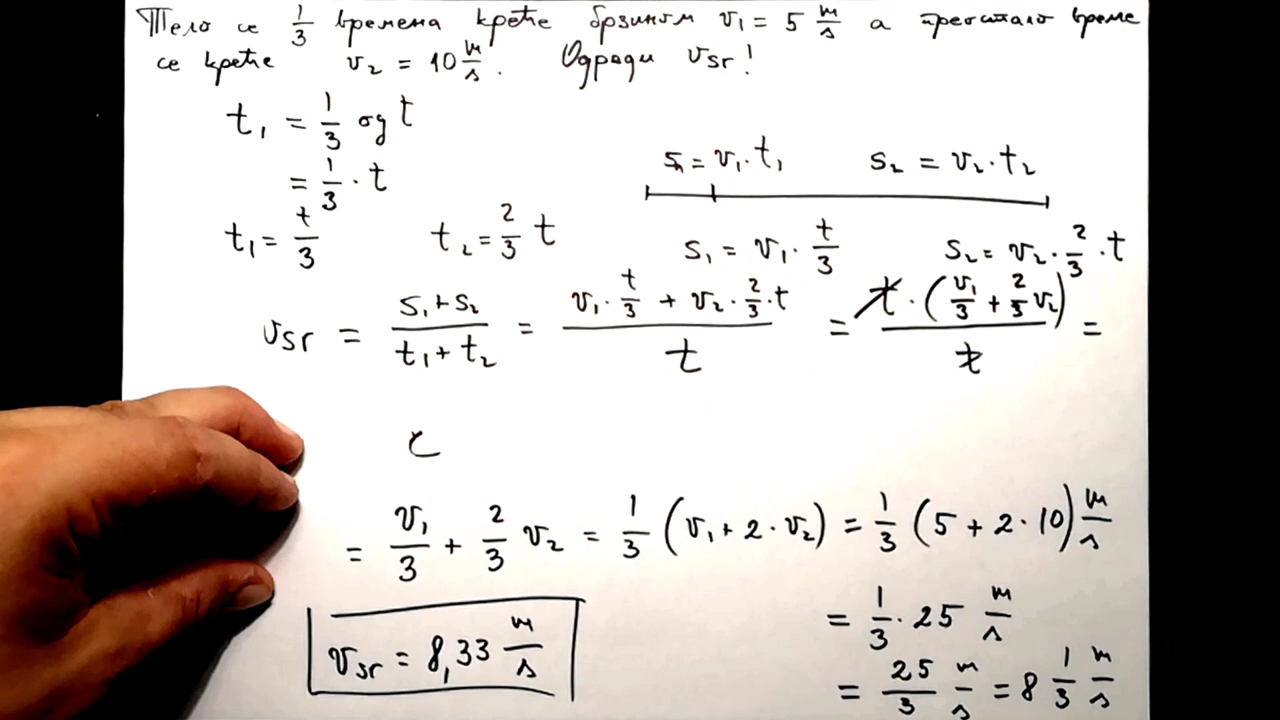 Тело се 1/3 времена креће брзином v₁ = 5 m/s а преостало време
се креће v₂ = 10 m/s. Одреди vsr!
t₁ = 1/3 од t
= 1/3 · t
s₁ = v₁ · t₁ s₂ = v₂ · t₂
t₁ = t/3 t₂ = 2/3 t s₁ = v₁ · t/3 s₂ = v₂ · 2/3 · t
vsr = (s₁ + s₂)/(t₁ + t₂) = (v₁ · t/3 + v₂ · 2/3 · t)/t = t · (v₁/3 + 2/3 v₂)/t =
= v₁/3 + 2/3 v₂ = 1/3 (v₁ + 2 · v₂) = 1/3 (5 + 2 · 10) m/s
= 1/3 · 25 m/s
vsr = 8,33 m/s
= 25/3 m/s = 8 1/3 m/s